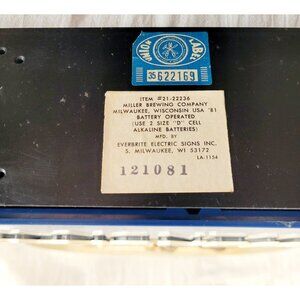 UNION LABEL
35 622169
ITEM #21-22236
MILLER BREWING COMPANY
MILWAUKEE, WISCONSIN USA '81
BATTERY OPERATED
(USE 2 SIZE "D" CELL
ALKALINE BATTERIES)
MFD. BY
EVERBRITE ELECTRIC SIGNS INC.
S. MILWAUKEE, WI 53172
LA-1154
121081